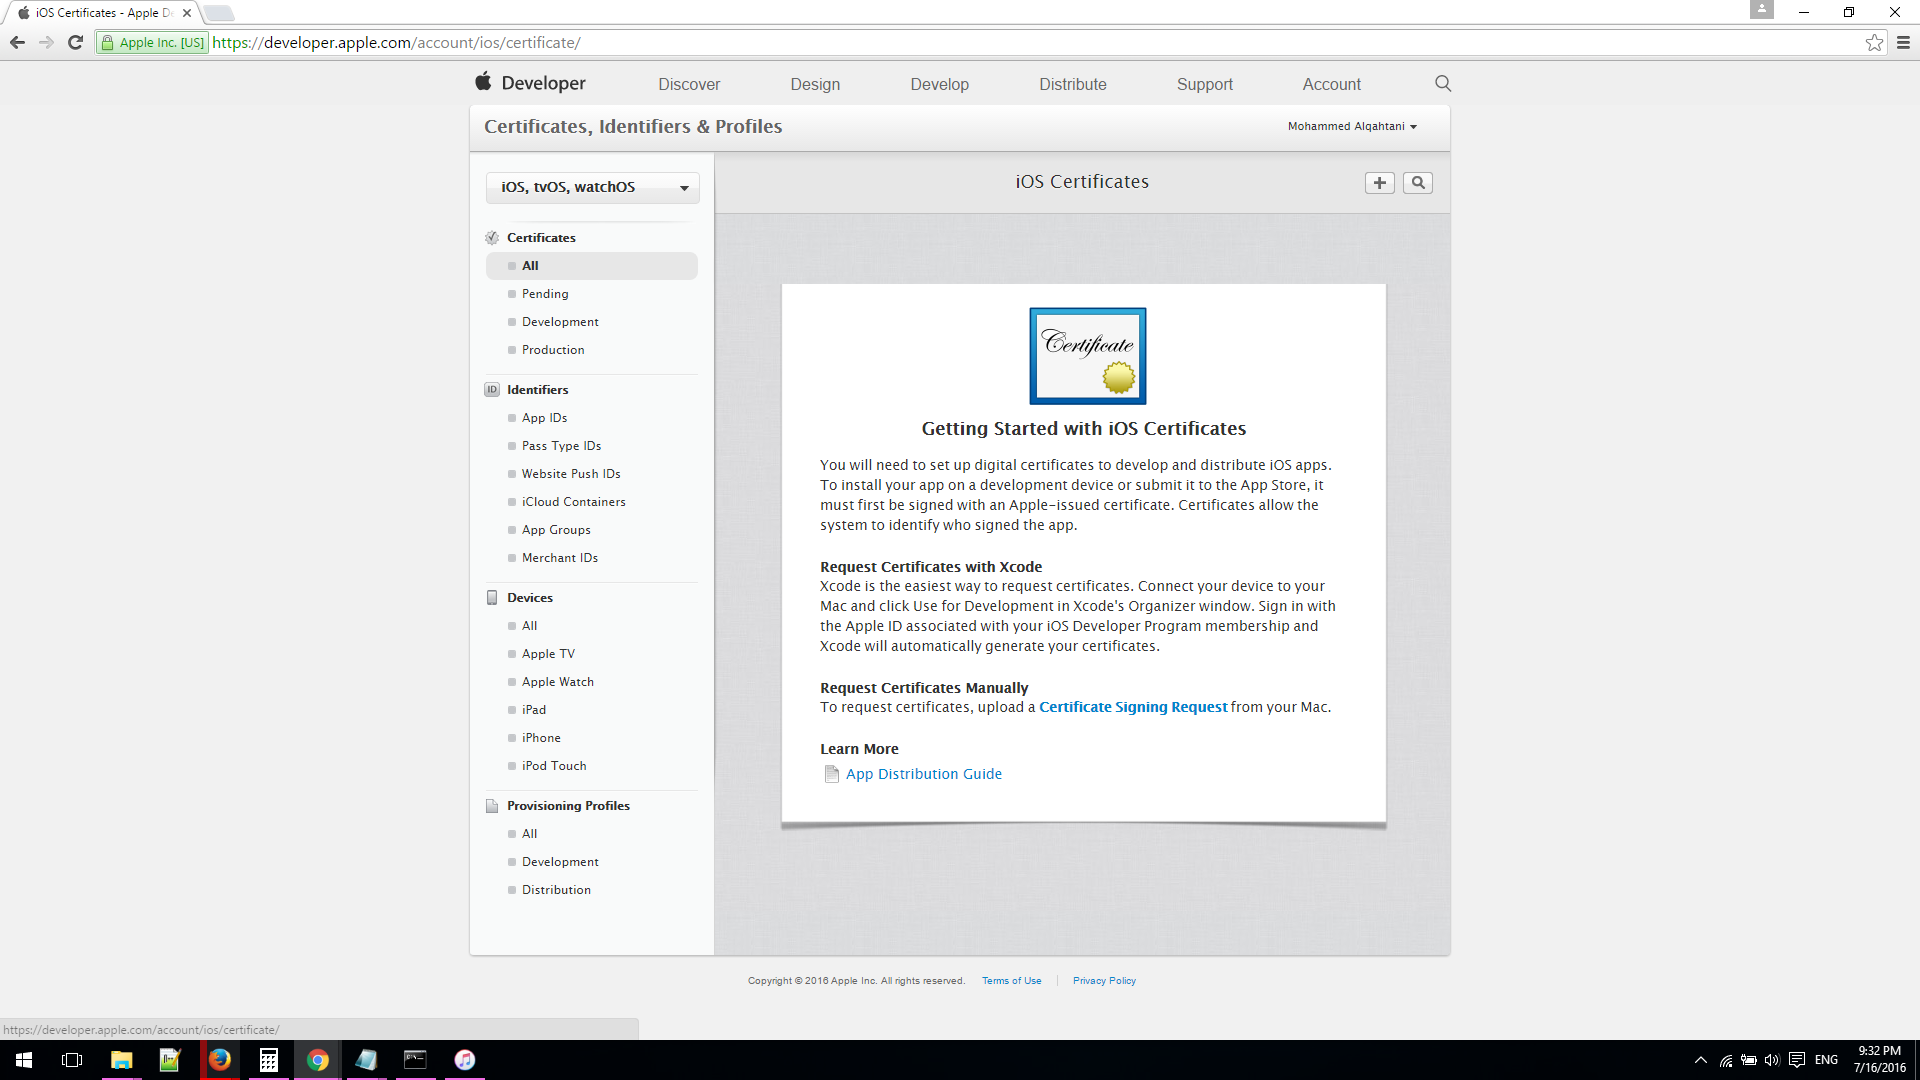 iOS Certificates - Apple De
Apple Inc. [US] https://developer.apple.com/account/ios/certificate/
Developer Discover Design Develop Distribute Support Account
Certificates, Identifiers & Profiles
Mohammed Alqahtani
iOS, tvOS, watchOS
iOS Certificates
Certificates
All
Pending
Development
Production
ID Identifiers
App IDs
Pass Type IDs
Website Push IDs
iCloud Containers
App Groups
Merchant IDs
Devices
All
Apple TV
Apple Watch
iPad
iPhone
iPod Touch
Provisioning Profiles
All
Development
Distribution
Certificate
Getting Started with iOS Certificates
You will need to set up digital certificates to develop and distribute iOS apps.
To install your app on a development device or submit it to the App Store, it
must first be signed with an Apple-issued certificate. Certificates allow the
system to identify who signed the app.
Request Certificates with Xcode
Xcode is the easiest way to request certificates. Connect your device to your
Mac and click Use for Development in Xcode's Organizer window. Sign in with
the Apple ID associated with your iOS Developer Program membership and
Xcode will automatically generate your certificates.
Request Certificates Manually
To request certificates, upload a Certificate Signing Request from your Mac.
Learn More
App Distribution Guide
Copyright © 2016 Apple Inc. All rights reserved. Terms of Use Privacy Policy
https://developer.apple.com/account/ios/certificate/
ENG
9:32 PM
7/16/2016